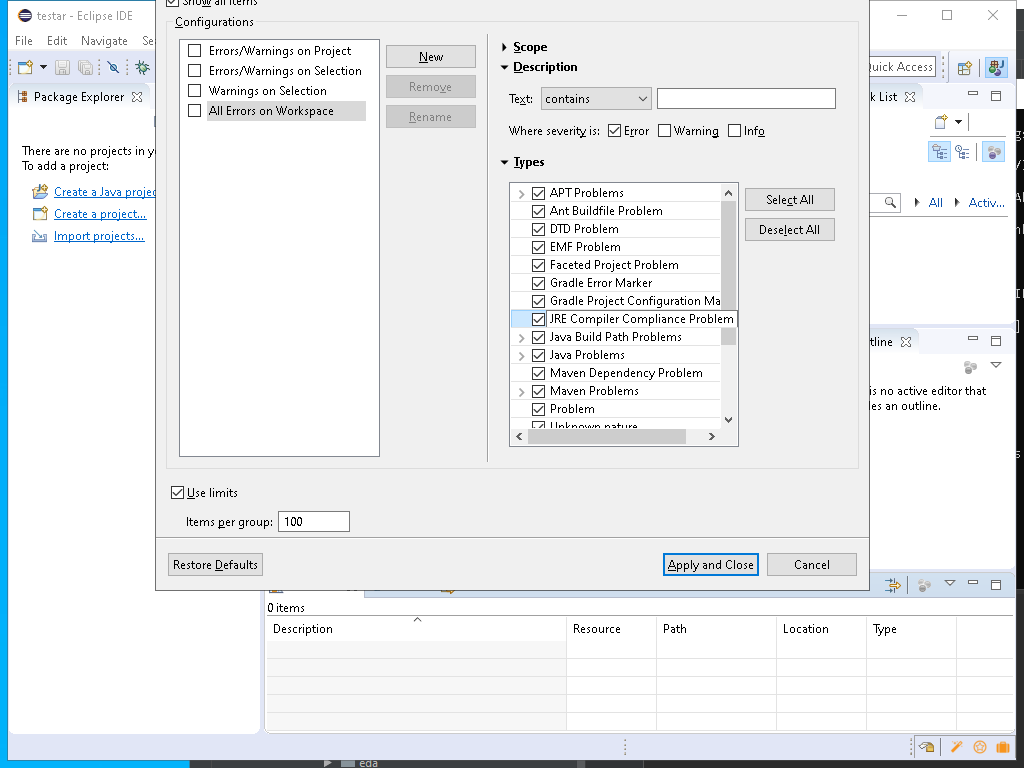 testar - Eclipse IDE
Show all items
File Edit Navigate Se
Configurations
Errors/Warnings on Project
Errors/Warnings on Selection
Warnings on Selection
All Errors on Workspace
New
Remove
Rename
Scope
Description
Text: contains
Where severity is: Error Warning Info
Types
APT Problems
Ant Buildfile Problem
DTD Problem
EMF Problem
Faceted Project Problem
Gradle Error Marker
Gradle Project Configuration Ma
JRE Compiler Compliance Problem
Java Build Path Problems
Java Problems
Maven Dependency Problem
Maven Problems
Problem
Unknown nature
Select All
Deselect All
Use limits
Items per group: 100
Restore Defaults
Apply and Close
Cancel
Quick Access
Package Explorer
There are no projects in y
To add a project:
Create a Java projec
Create a project...
Import projects...
k List
All
Activ...
tline
is no active editor that
les an outline.
0 items
Description Resource Path Location Type
eda